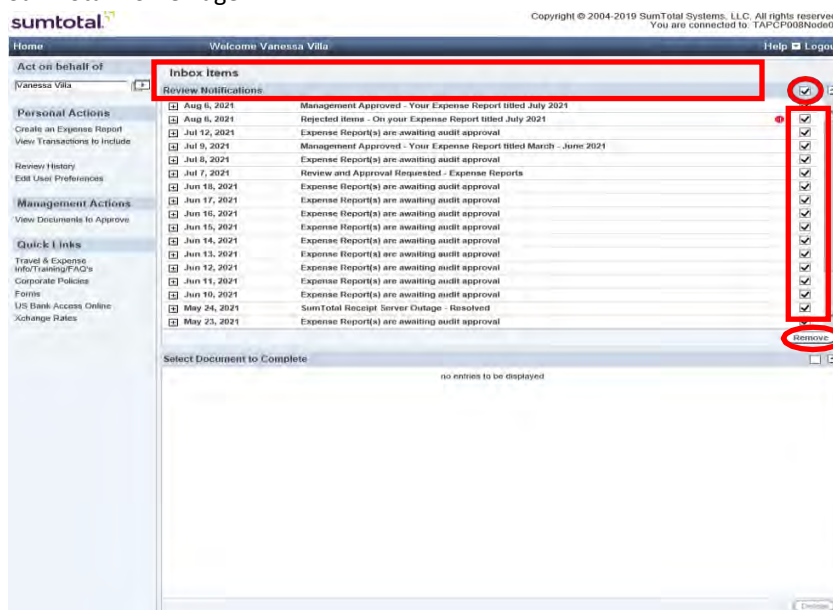 sumtotal.
Copyright © 2004-2019 SumTotal Systems, LLC. All rights reserve
You are connected to: TAPCP008Node0
Home Welcome Vanessa Villa Help Logou
Act on behalf of
Vanessa Villa
Personal Actions
Create an Expense Report
View Transactions to Include
Review History
Edit User Preferences
Management Actions
View Documents to Approve
Quick Links
Travel & Expense
Info/Training/FAQ's
Corporate Policies
Forms
US Bank Access Online
Xchange Rates
Inbox Items
Review Notifications
Aug 6, 2021 Management Approved - Your Expense Report titled July 2021
Aug 6, 2021 Rejected items - On your Expense Report titled July 2021
Jul 12, 2021 Expense Report(s) are awaiting audit approval
Jul 9, 2021 Management Approved - Your Expense Report titled March - June 2021
Jul 8, 2021 Expense Report(s) are awaiting audit approval
Jul 7, 2021 Review and Approval Requested - Expense Reports
Jun 18, 2021 Expense Report(s) are awaiting audit approval
Jun 17, 2021 Expense Report(s) are awaiting audit approval
Jun 16, 2021 Expense Report(s) are awaiting audit approval
Jun 15, 2021 Expense Report(s) are awaiting audit approval
Jun 14, 2021 Expense Report(s) are awaiting audit approval
Jun 13, 2021 Expense Report(s) are awaiting audit approval
Jun 12, 2021 Expense Report(s) are awaiting audit approval
Jun 11, 2021 Expense Report(s) are awaiting audit approval
Jun 10, 2021 Expense Report(s) are awaiting audit approval
May 24, 2021 SumTotal Receipt Server Outage - Resolved
May 23, 2021 Expense Report(s) are awaiting audit approval
Remove
Select Document to Complete
no entries to be displayed